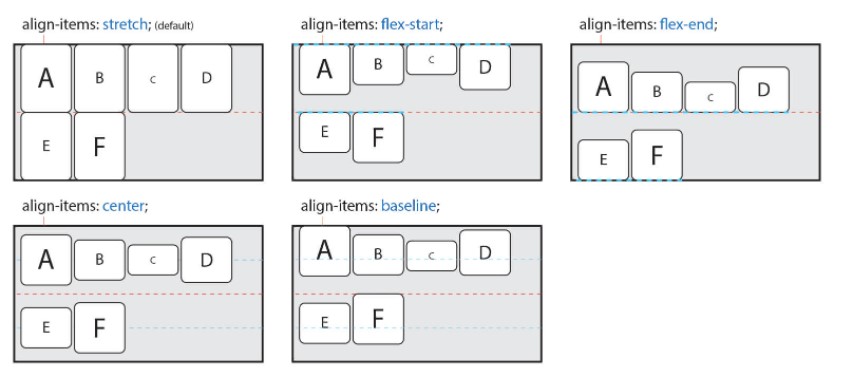 align-items: stretch; (default)
A B C D
E F
align-items: flex-start;
A B C D
E F
align-items: flex-end;
A B C D
E F
align-items: center;
A B C D
E F
align-items: baseline;
A B C D
E F